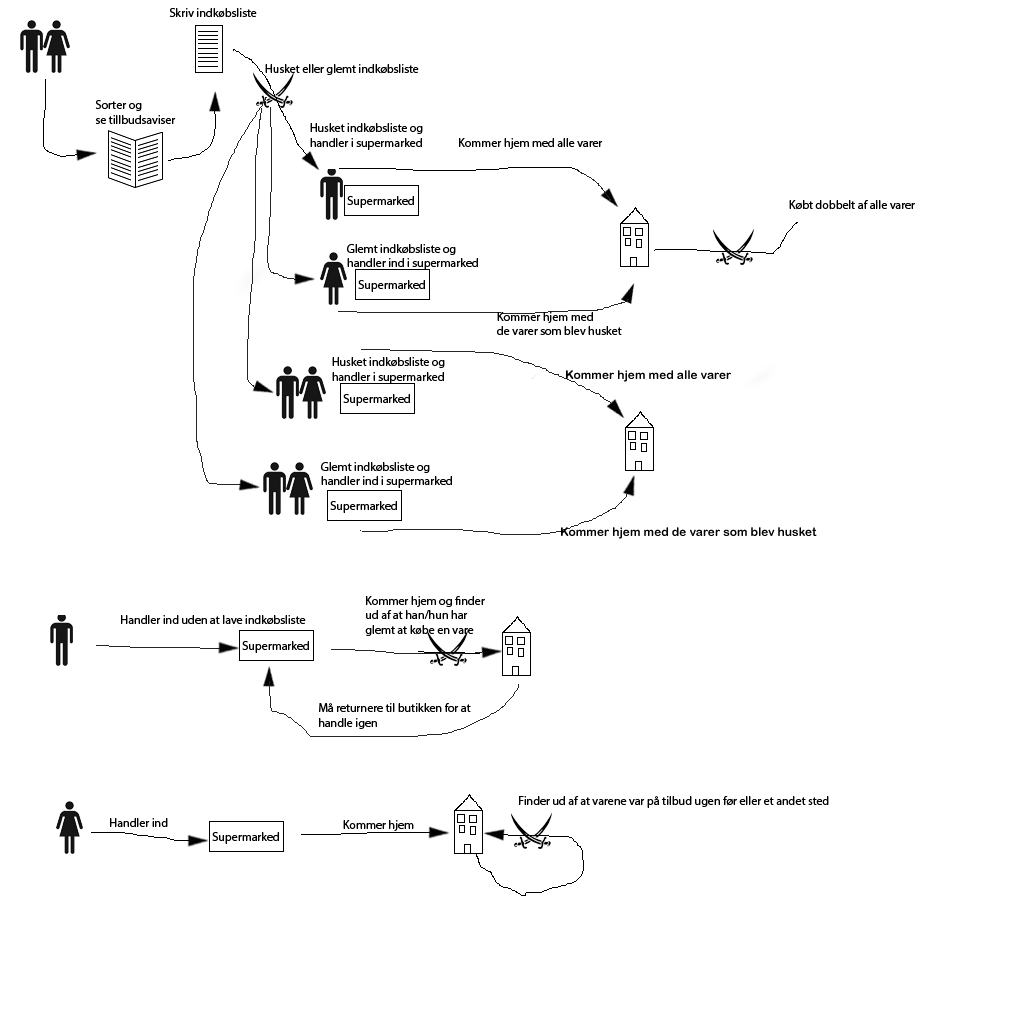 Skriv indkøbsliste
Husket eller glemt indkøbsliste
Sorter og
se tillbudsaviser
Husket indkøbsliste og
handler i supermarked
Kommer hjem med alle varer
Supermarked
Købt dobbelt af alle varer
Glemt indkøbsliste og
handler ind i supermarked
Supermarked
Kommer hjem med
de varer som blev husket
Husket indkøbsliste og
handler i supermarked
Kommer hjem med alle varer
Supermarked
Glemt indkøbsliste og
handler ind i supermarked
Supermarked
Kommer hjem med de varer som blev husket
Handler ind uden at lave indkøbsliste
Kommer hjem og finder
ud af at han/hun har
glemt at købe en vare
Supermarked
Må returnere til butikken for at
handle igen
Handler ind
Supermarked
Kommer hjem
Finder ud af at varene var på tilbud ugen før eller et andet sted